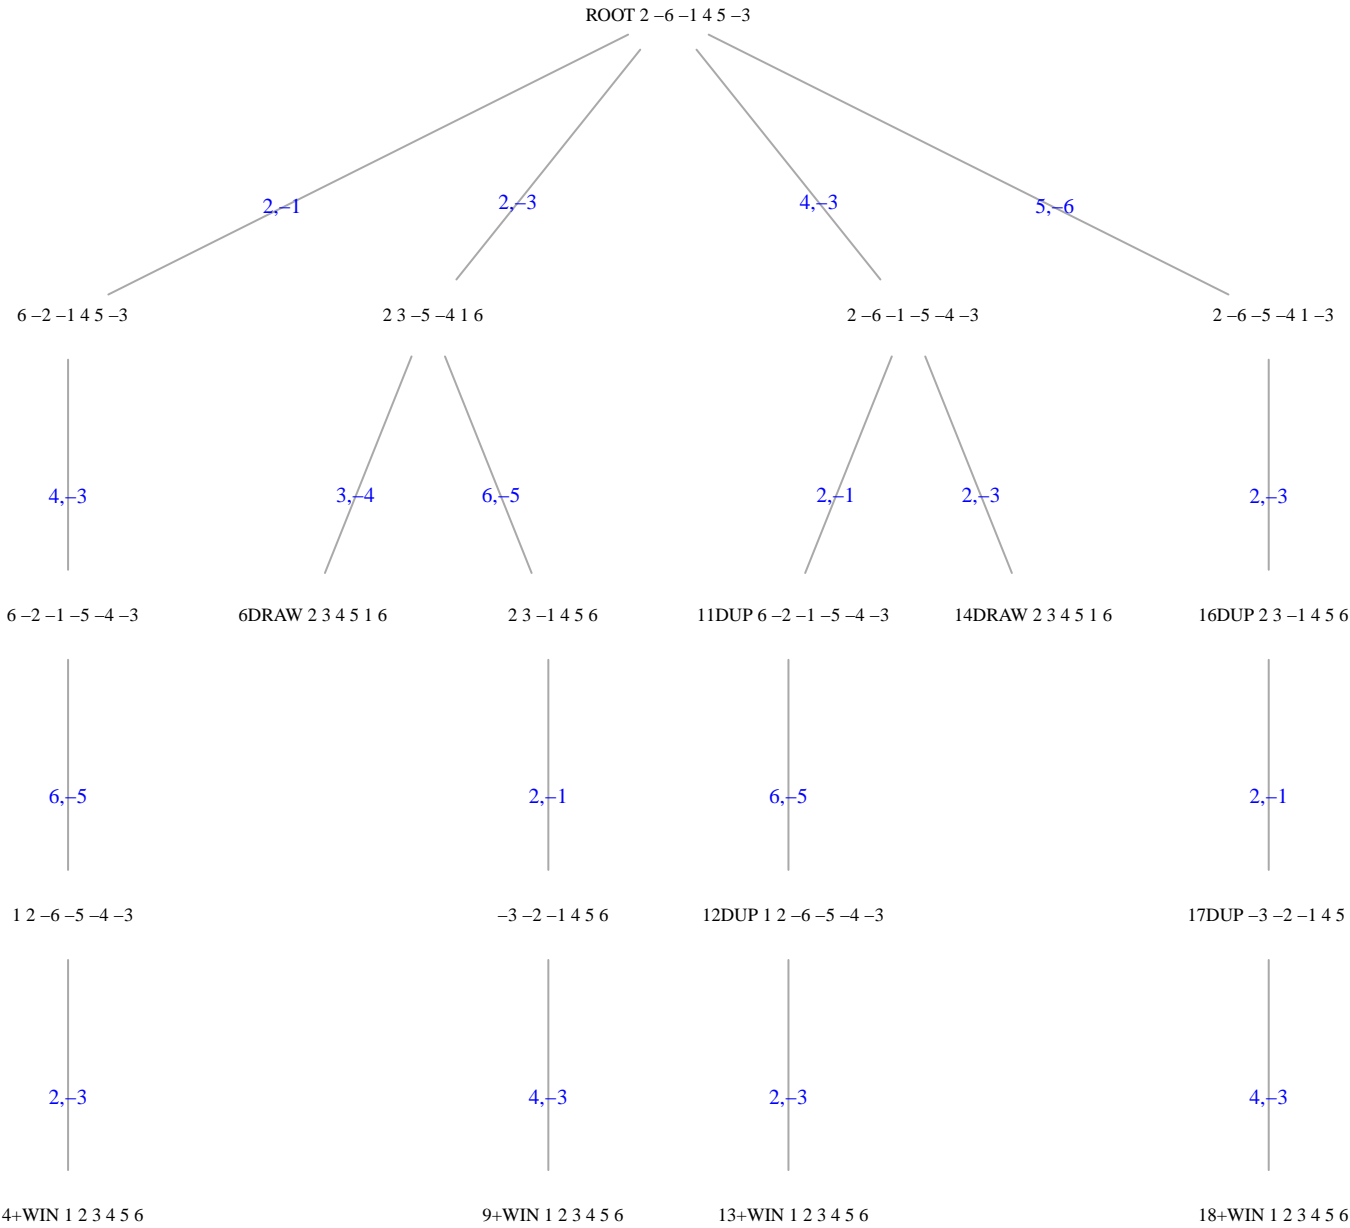 ROOT 2 −6 −1 4 5 −3
2,−1 2,−3 4,−3 5,−6
6 −2 −1 4 5 −3 2 3 −5 −4 1 6 2 −6 −1 −5 −4 −3 2 −6 −5 −4 1 −3
4,−3 3,−4 6,−5 2,−1 2,−3 2,−3
6 −2 −1 −5 −4 −3 6DRAW 2 3 4 5 1 6 2 3 −1 4 5 6 11DUP 6 −2 −1 −5 −4 −3 14DRAW 2 3 4 5 1 6 16DUP 2 3 −1 4 5 6
6,−5 2,−1 6,−5 2,−1
1 2 −6 −5 −4 −3 −3 −2 −1 4 5 6 12DUP 1 2 −6 −5 −4 −3 17DUP −3 −2 −1 4 5
2,−3 4,−3 2,−3 4,−3
4+WIN 1 2 3 4 5 6 9+WIN 1 2 3 4 5 6 13+WIN 1 2 3 4 5 6 18+WIN 1 2 3 4 5 6